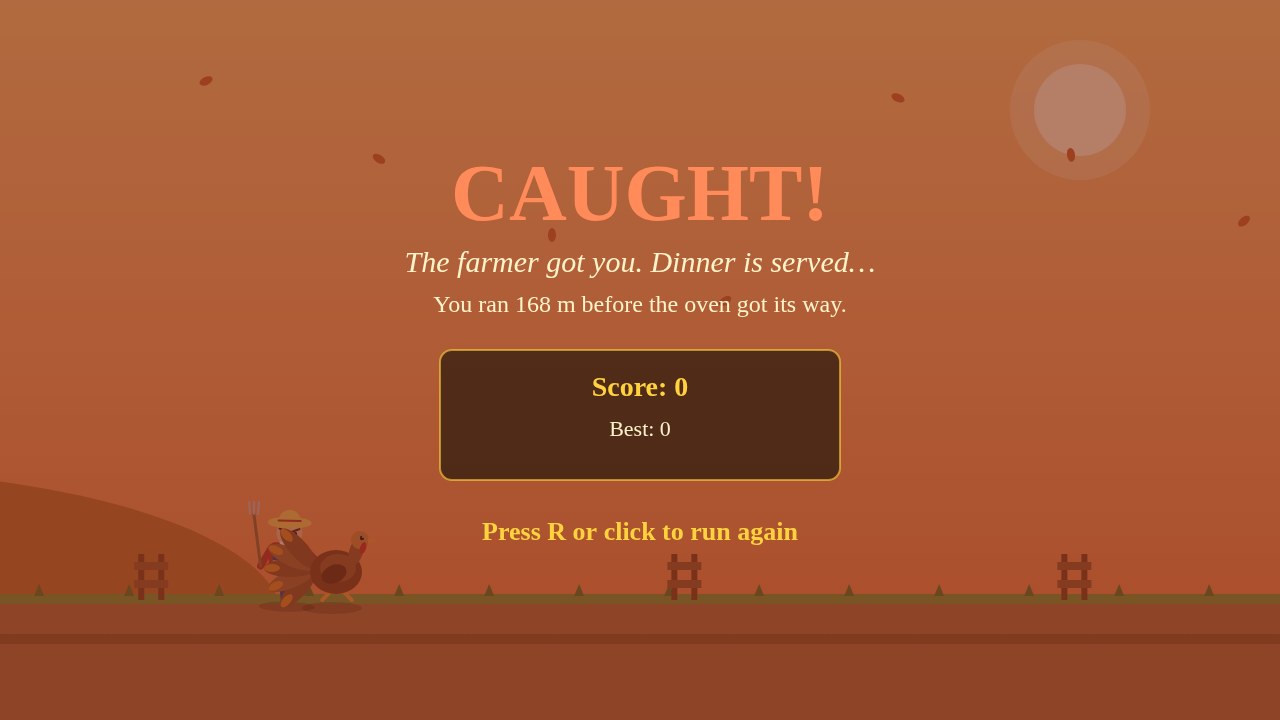 CAUGHT!
The farmer got you. Dinner is served…
You ran 168 m before the oven got its way.
Score: 0
Best: 0
Press R or click to run again